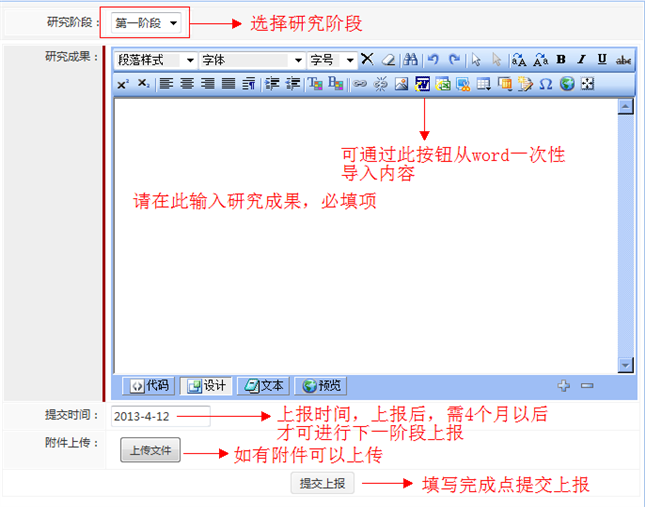 研究阶段： 第一阶段 选择研究阶段
研究成果：
段落样式 字体 字号 B I U abc
可通过此按钮从word一次性
导入内容
请在此输入研究成果，必填项
代码 设计 文本 预览
提交时间： 2013-4-12 上报时间，上报后，需4个月以后
才可进行下一阶段上报
附件上传： 上传文件 如有附件可以上传
提交上报 填写完成点提交上报